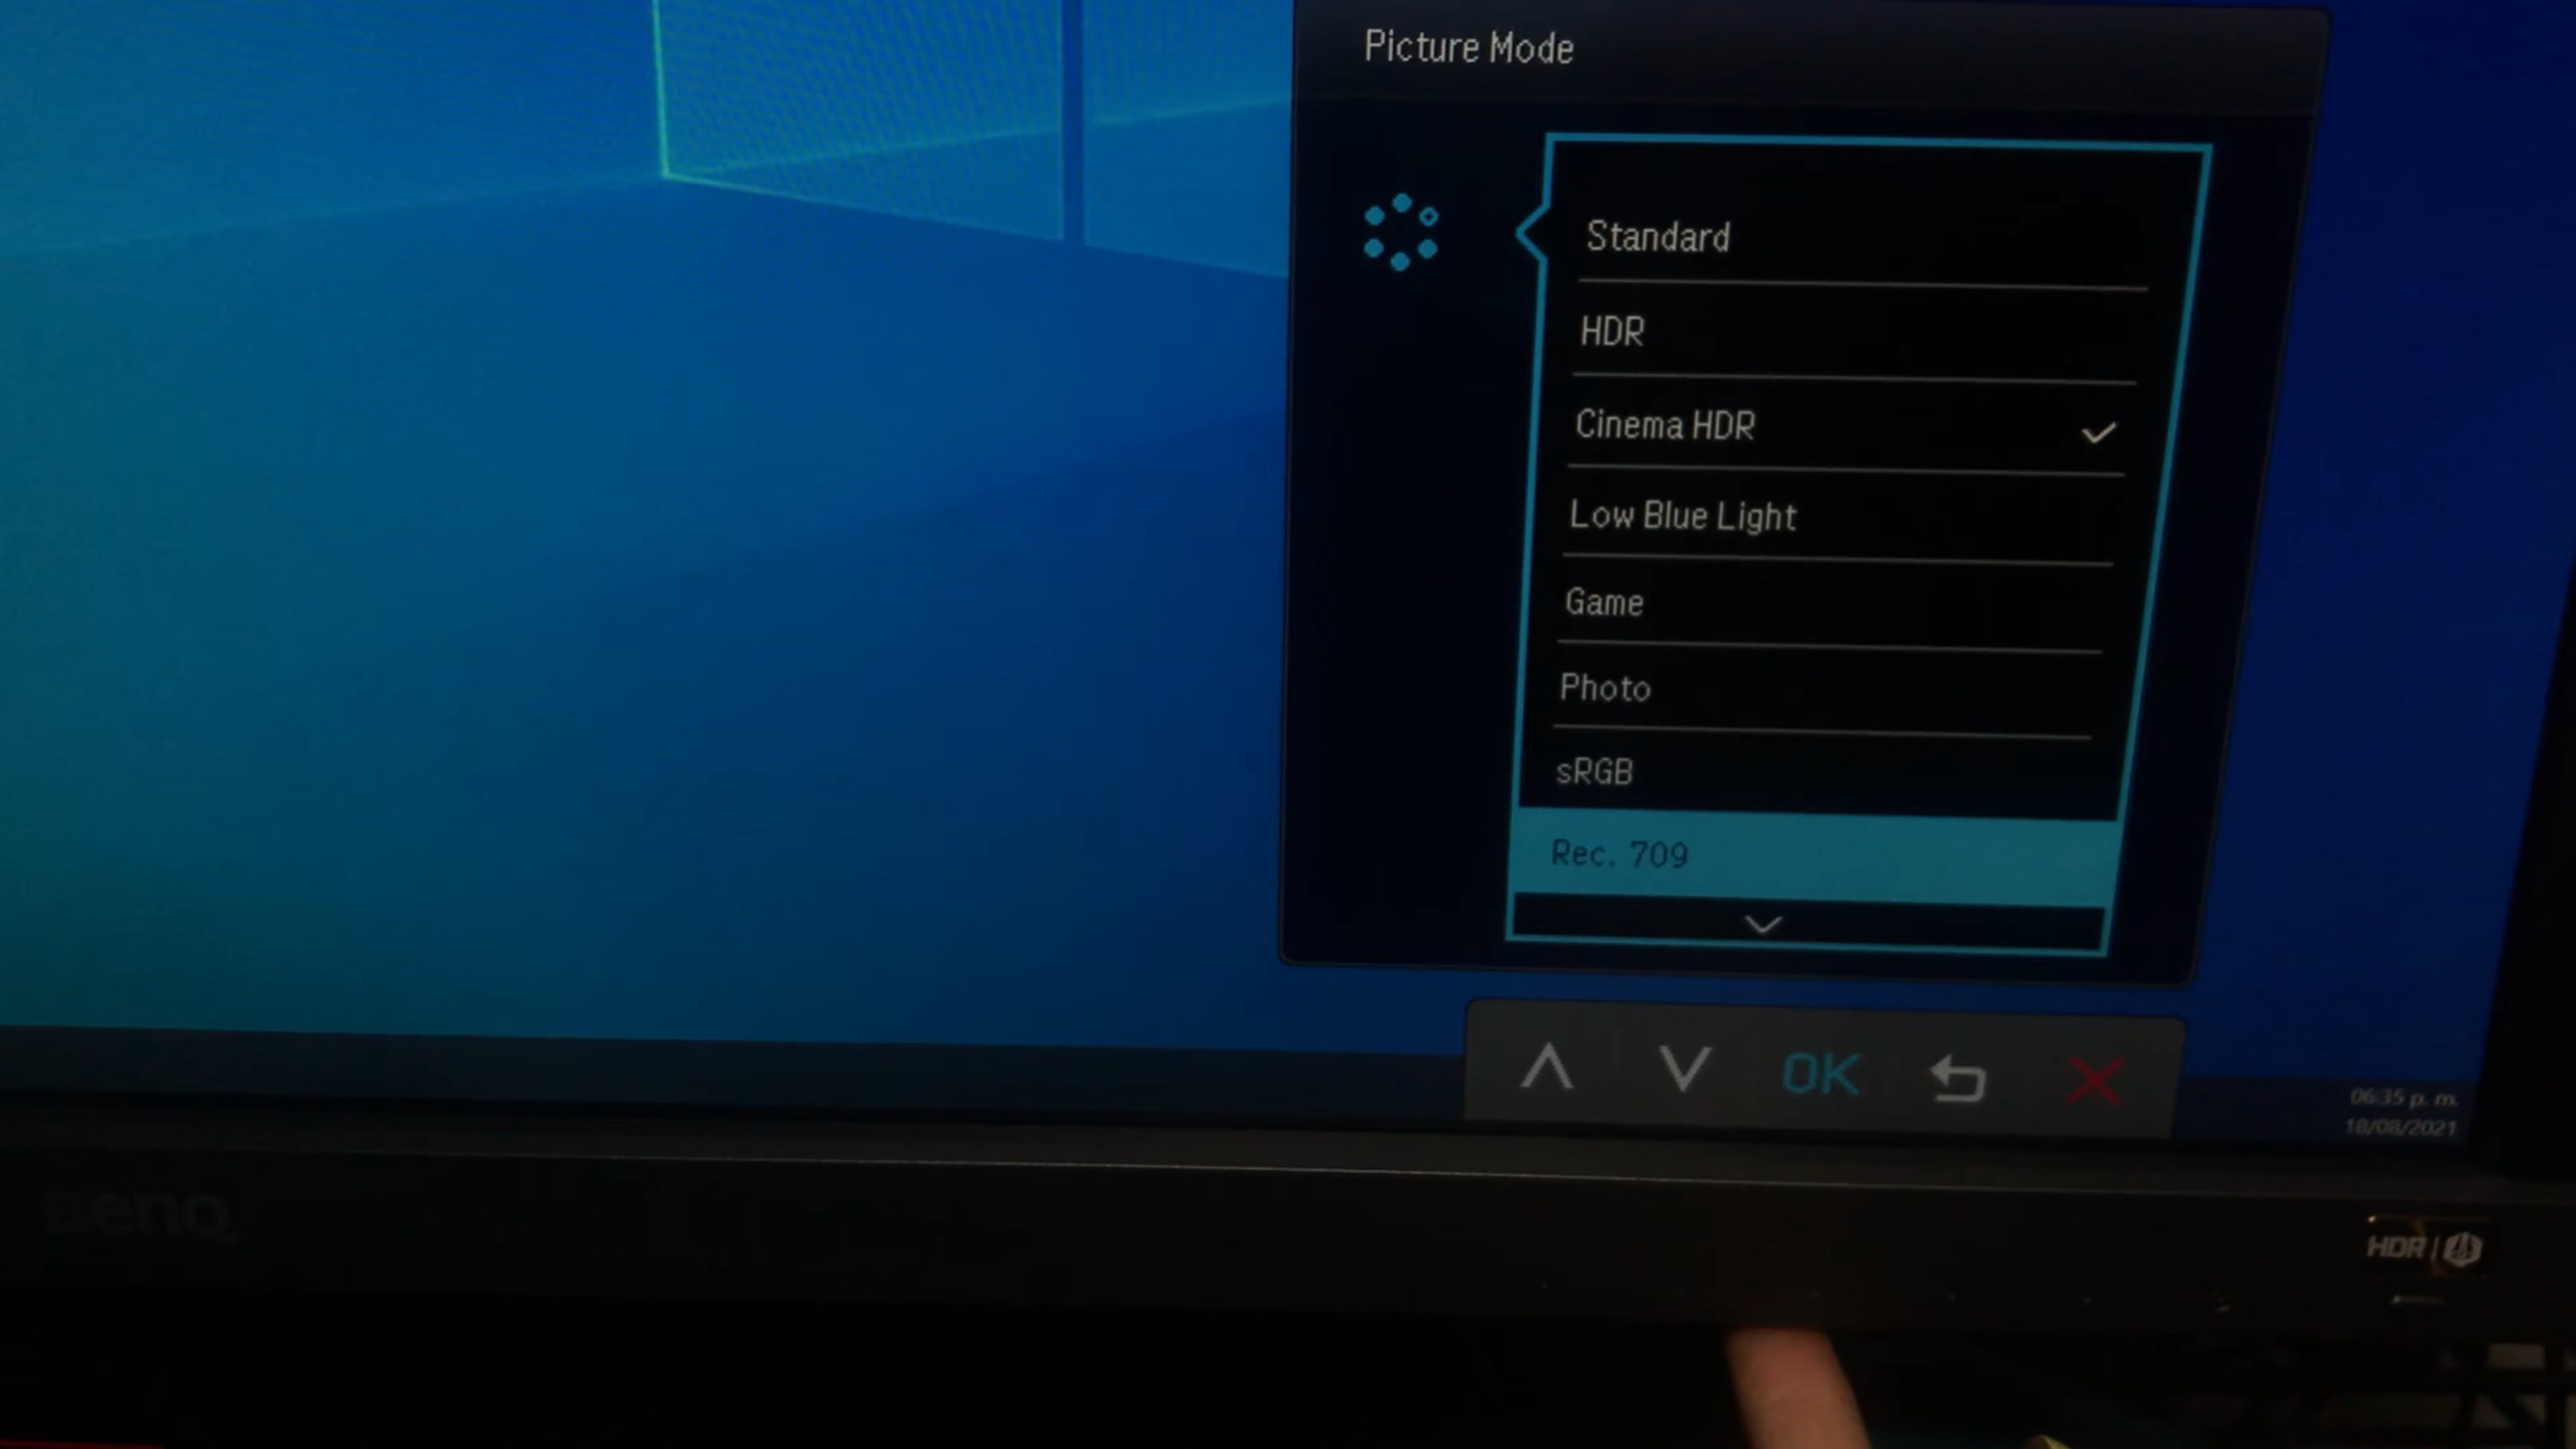 Picture Mode
Standard
HDR
Cinema HDR
Low Blue Light
Game
Photo
sRGB
Rec. 709
OK
06:35 p. m.
18/08/2021
BenQ
HDR